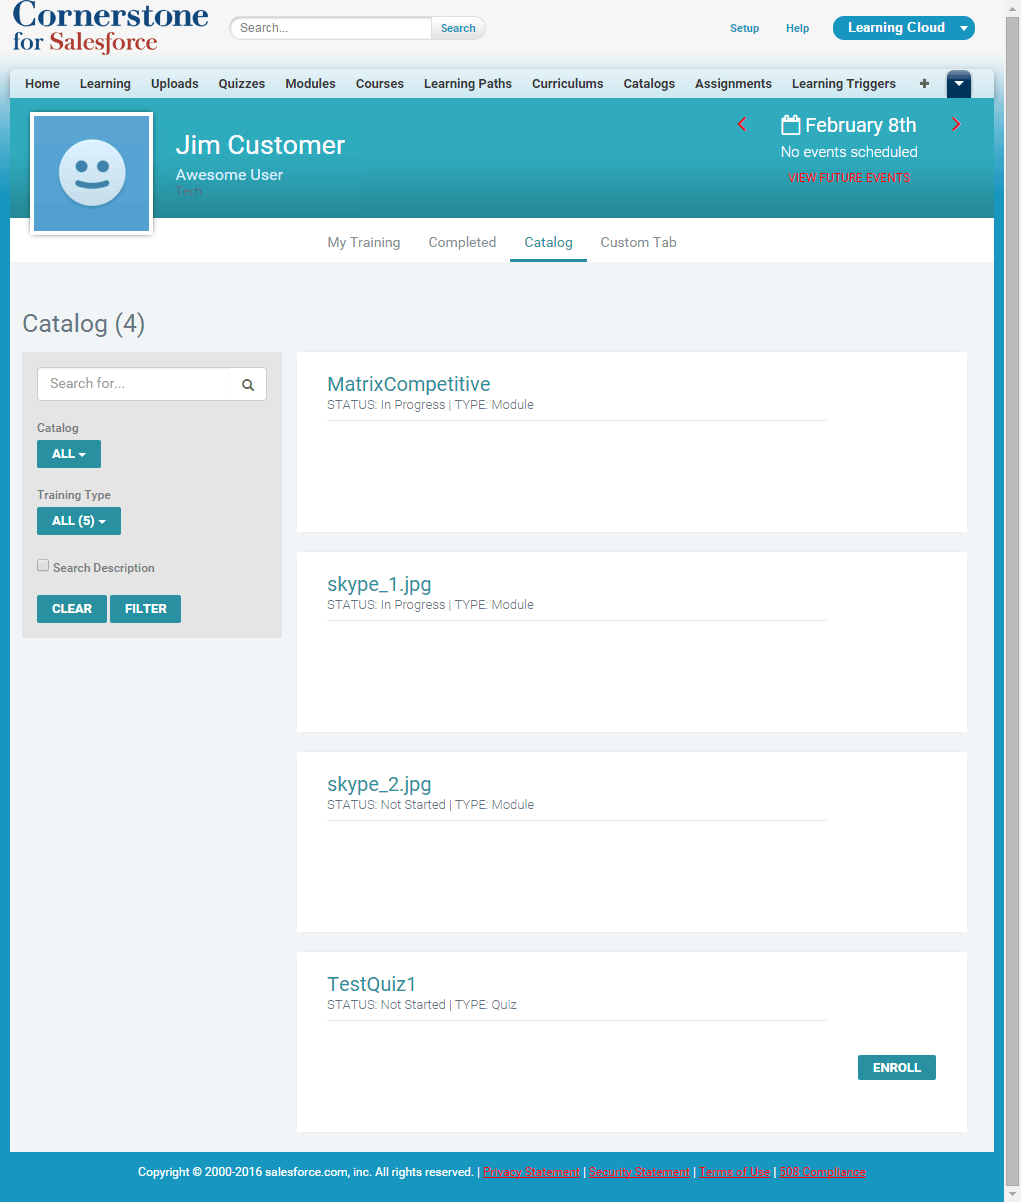 Cornerstone
for Salesforce
Search...
Search
Setup
Help
Learning Cloud
Home Learning Uploads Quizzes Modules Courses Learning Paths Curriculums Catalogs Assignments Learning Triggers +
Jim Customer
Awesome User
Tech
February 8th
No events scheduled
VIEW FUTURE EVENTS
My Training Completed Catalog Custom Tab
Catalog (4)
Search for...
Catalog
ALL
Training Type
ALL (5)
Search Description
CLEAR FILTER
MatrixCompetitive
STATUS: In Progress | TYPE: Module
skype_1.jpg
STATUS: In Progress | TYPE: Module
skype_2.jpg
STATUS: Not Started | TYPE: Module
TestQuiz1
STATUS: Not Started | TYPE: Quiz
ENROLL
Copyright © 2000-2016 salesforce.com, inc. All rights reserved. | Privacy Statement | Security Statement | Terms of Use | 508 Compliance